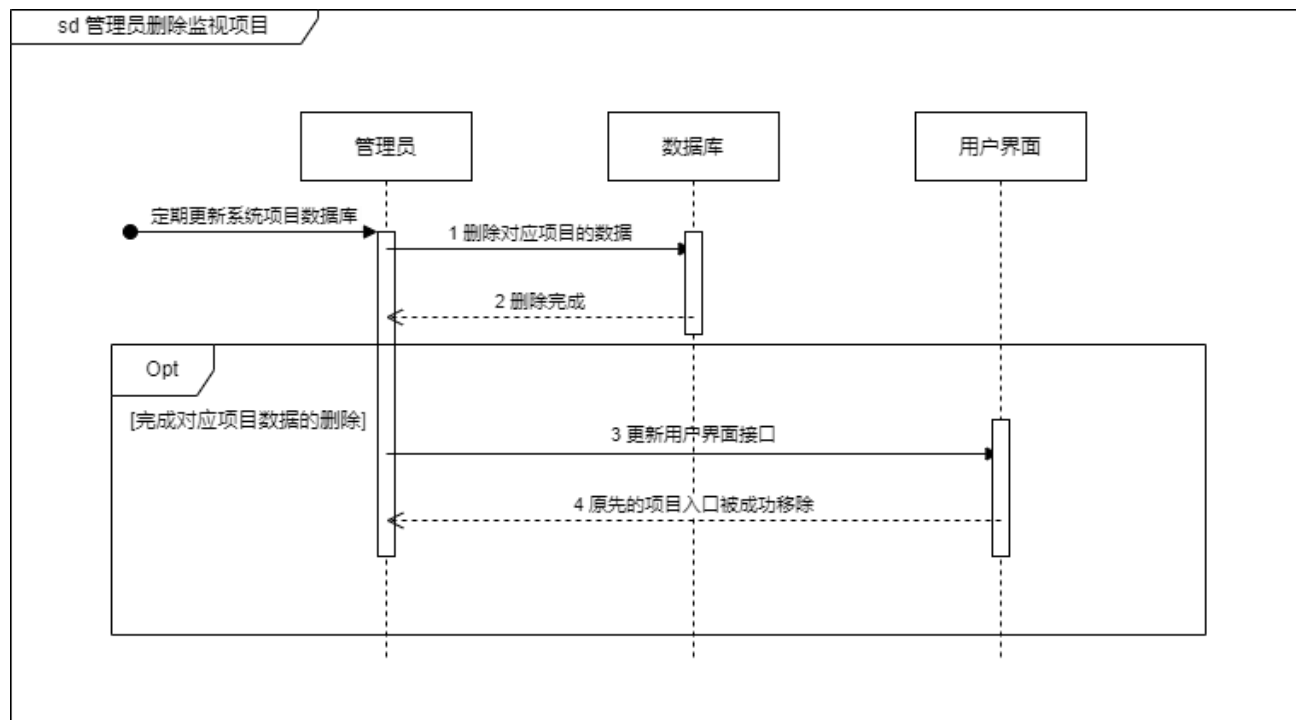 sd 管理员删除监视项目
管理员
数据库
用户界面
定期更新系统项目数据库
1 删除对应项目的数据
2 删除完成
Opt
[完成对应项目数据的删除]
3 更新用户界面接口
4 原先的项目入口被成功移除